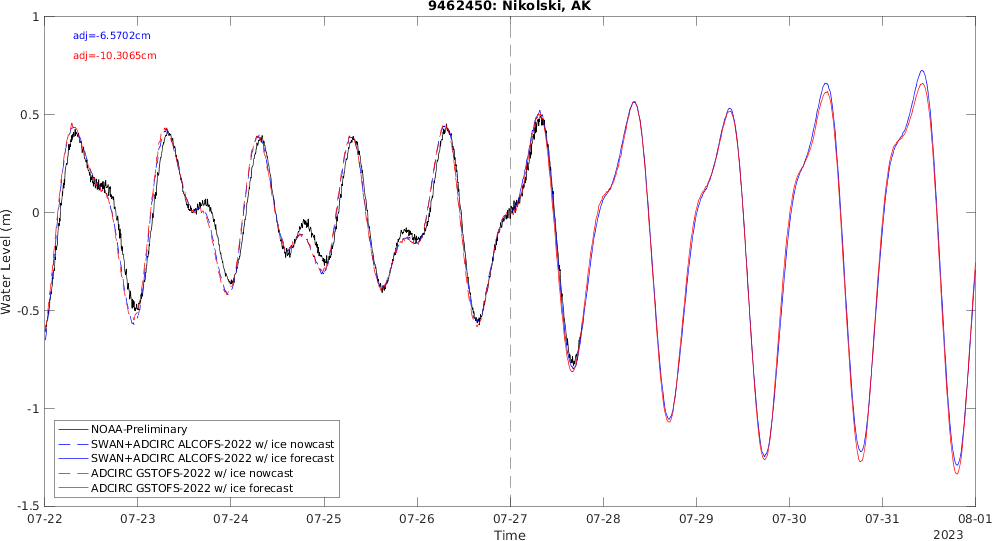 9462450: Nikolski, AK
adj=-6.5702cm
adj=-10.3065cm
Water Level (m)
1
0.5
0
-0.5
-1
-1.5
NOAA-Preliminary
SWAN+ADCIRC ALCOFS-2022 w/ ice nowcast
SWAN+ADCIRC ALCOFS-2022 w/ ice forecast
ADCIRC GSTOFS-2022 w/ ice nowcast
ADCIRC GSTOFS-2022 w/ ice forecast
07-22 07-23 07-24 07-25 07-26 07-27 07-28 07-29 07-30 07-31 08-01
Time
2023